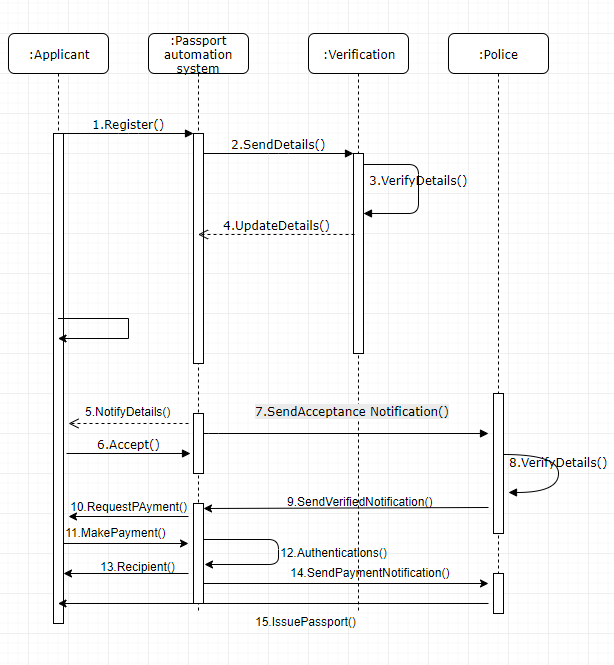 :Applicant
:Passport
automation
system
:Verification
:Police
1.Register()
2.SendDetails()
3.VerifyDetails()
4.UpdateDetails()
5.NotifyDetails()
7.SendAcceptance Notification()
6.Accept()
8.VerifyDetails()
9.SendVerifiedNotification()
10.RequestPAyment()
11.MakePayment()
12.Authentications()
13.Recipient()
14.SendPaymentNotification()
15.IssuePassport()